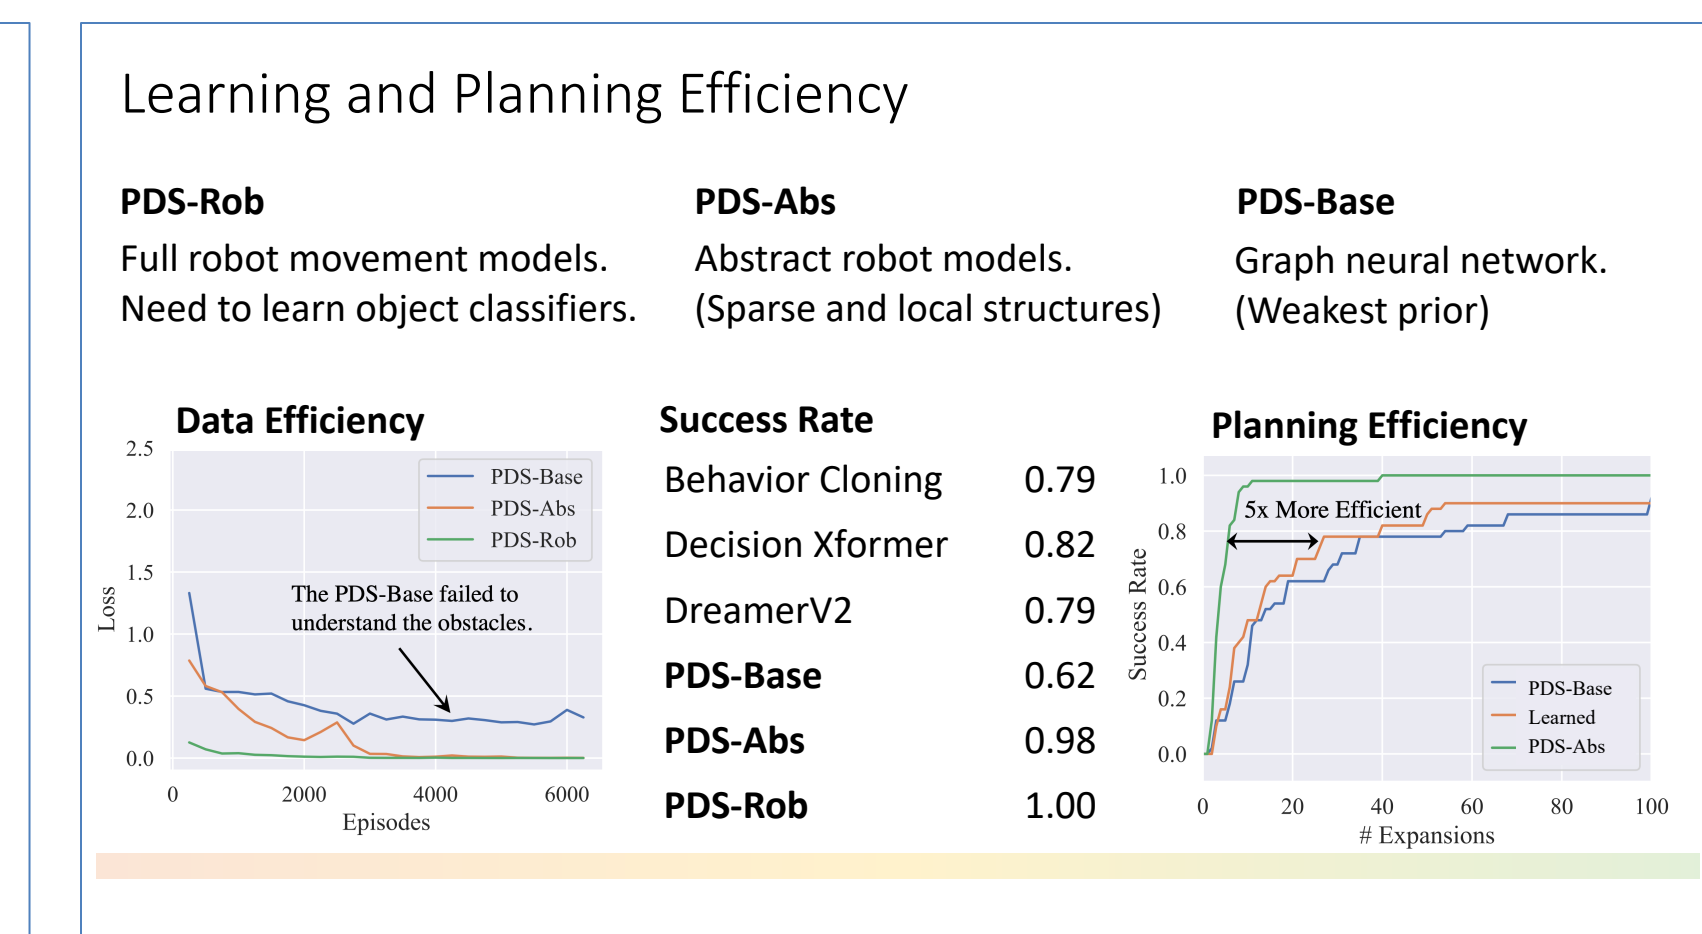 Learning and Planning Efficiency
PDS-Rob
Full robot movement models.
Need to learn object classifiers.
PDS-Abs
Abstract robot models.
(Sparse and local structures)
PDS-Base
Graph neural network.
(Weakest prior)
Data Efficiency
2.5
2.0
1.5
1.0
0.5
0.0
Loss
PDS-Base
PDS-Abs
PDS-Rob
The PDS-Base failed to
understand the obstacles.
0 2000 4000 6000
Episodes
Success Rate
Behavior Cloning 0.79
Decision Xformer 0.82
DreamerV2 0.79
PDS-Base 0.62
PDS-Abs 0.98
PDS-Rob 1.00
Planning Efficiency
1.0
0.8
0.6
0.4
0.2
0.0
Success Rate
5x More Efficient
PDS-Base
Learned
PDS-Abs
0 20 40 60 80 100
# Expansions